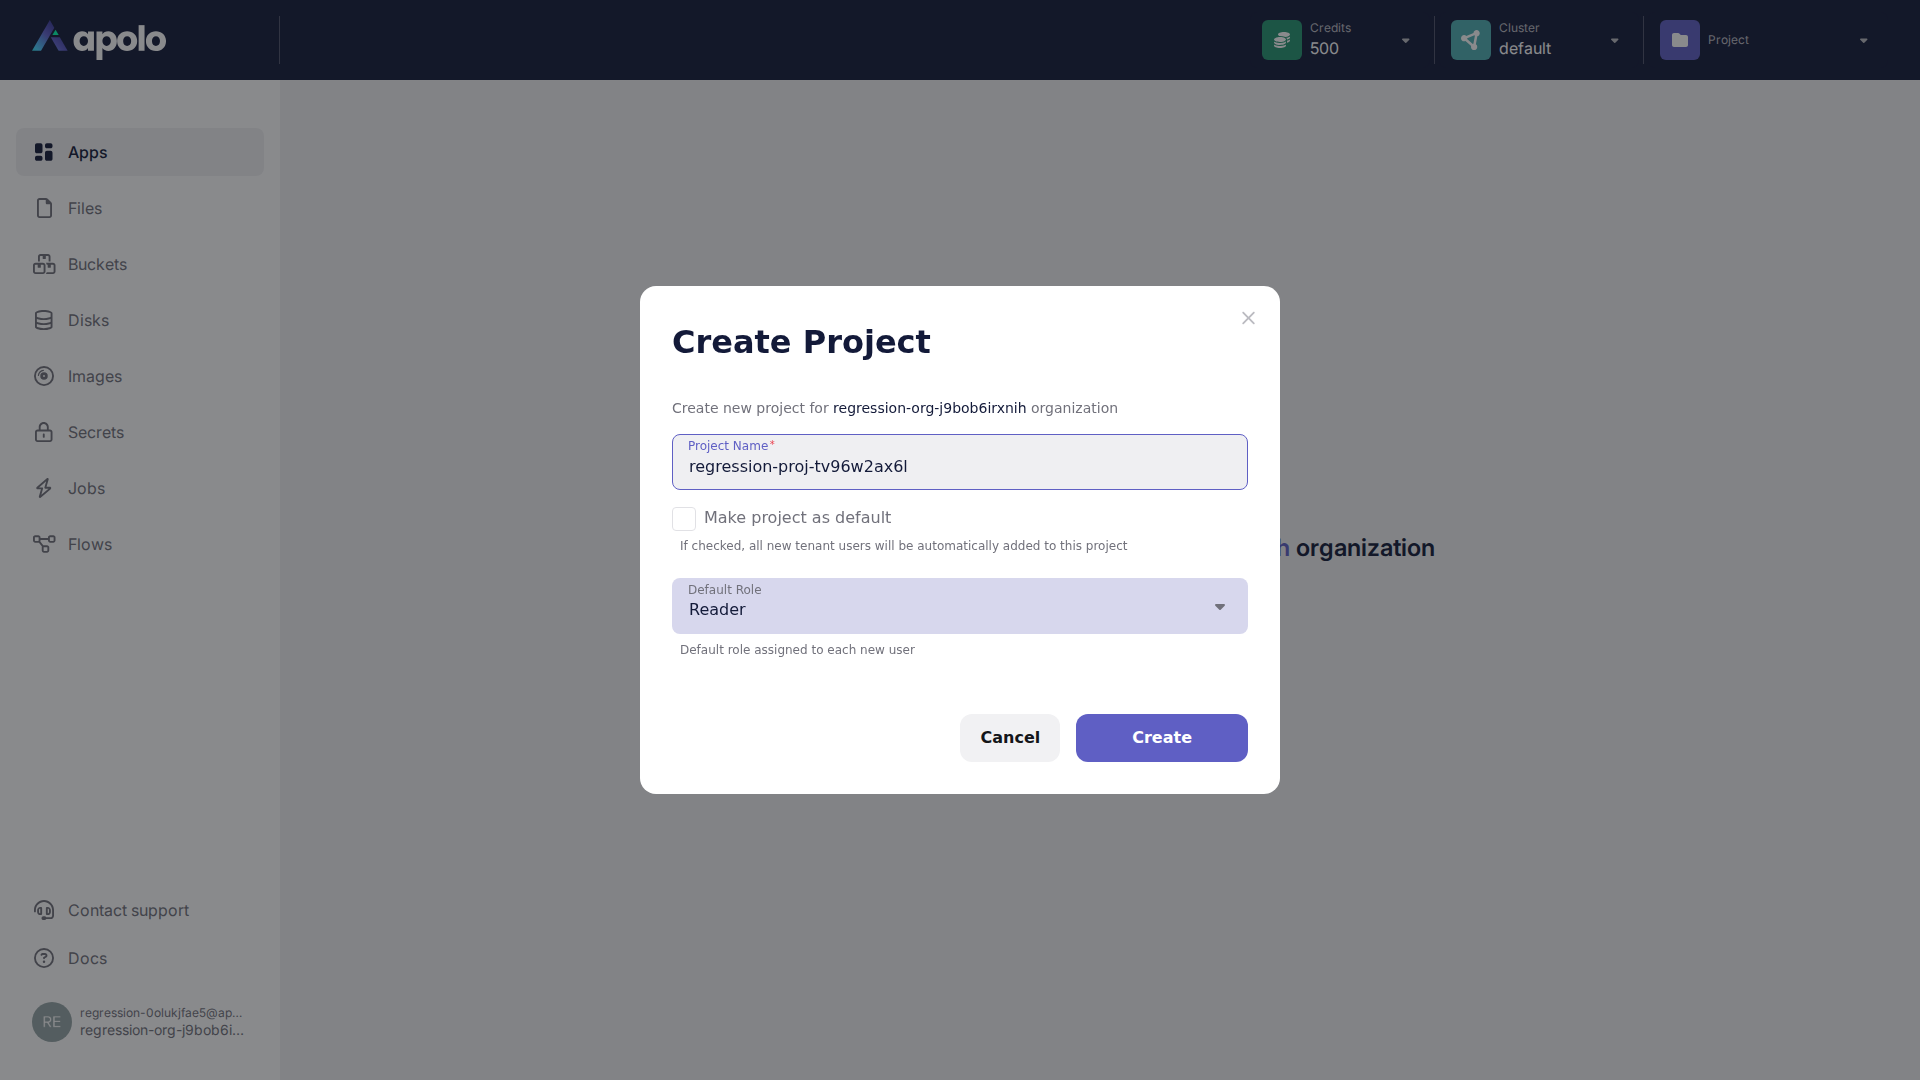 apolo
Credits
500
Cluster
default
Project
Apps
Files
Buckets
Disks
Images
Secrets
Jobs
Flows
Create Project
Create new project for regression-org-j9bob6irxnih organization
Project Name*
regression-proj-tv96w2ax6l
Make project as default
If checked, all new tenant users will be automatically added to this project
h organization
Default Role
Reader
Default role assigned to each new user
Cancel
Create
Contact support
Docs
RE
regression-0olukjfae5@ap...
regression-org-j9bob6i...